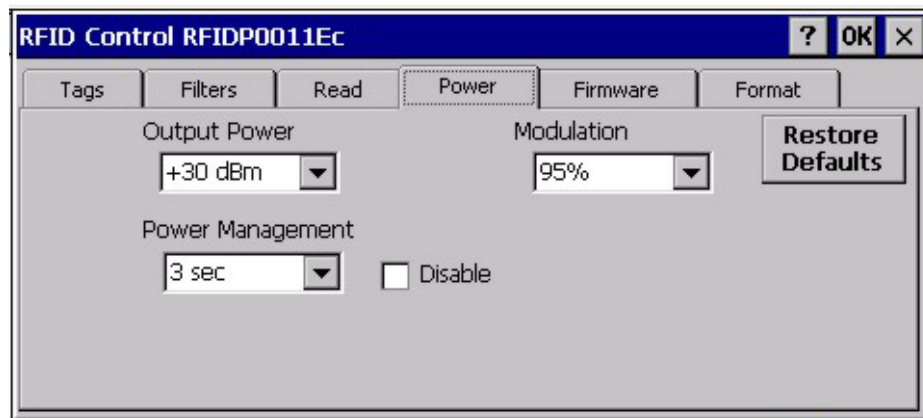 RFID Control RFIDP0011Ec ? OK ×
Tags Filters Read Power Firmware Format
Output Power Modulation Restore Defaults
+30 dBm 95%
Power Management
3 sec Disable